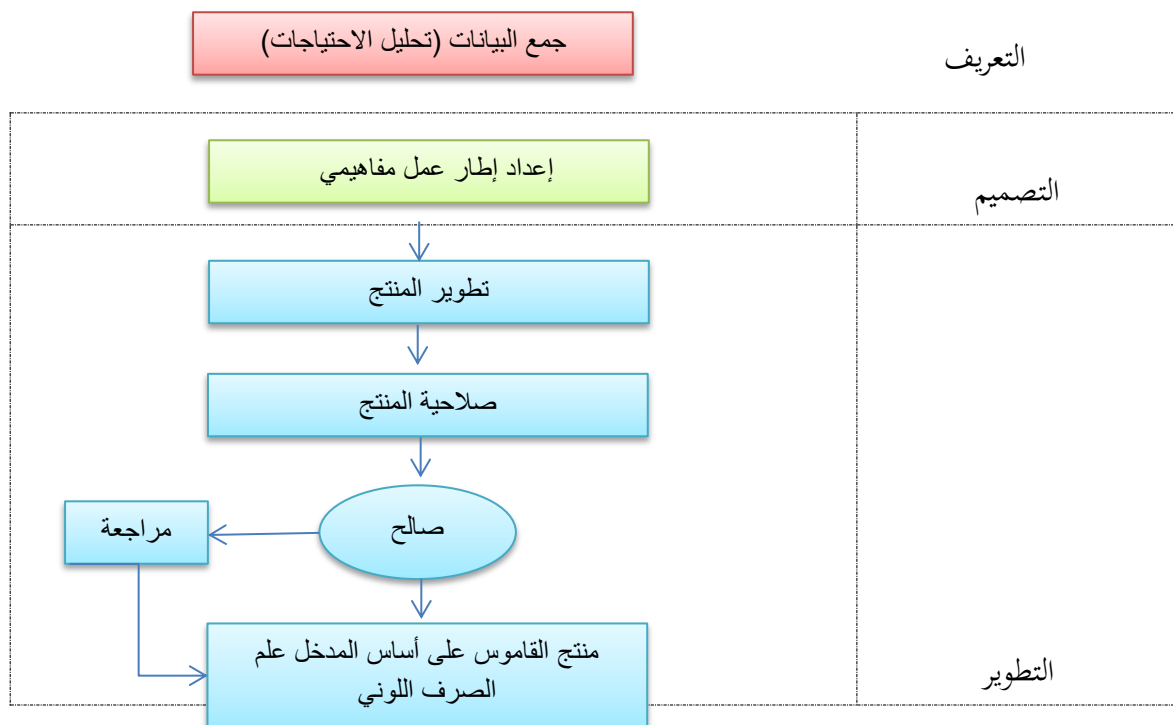 جمع البيانات (تحليل الاحتياجات)
التعريف
إعداد إطار عمل مفاهيمي
التصميم
تطوير المنتج
صلاحية المنتج
صالح
مراجعة
منتج القاموس على أساس المدخل علم
الصرف اللوني
التطوير